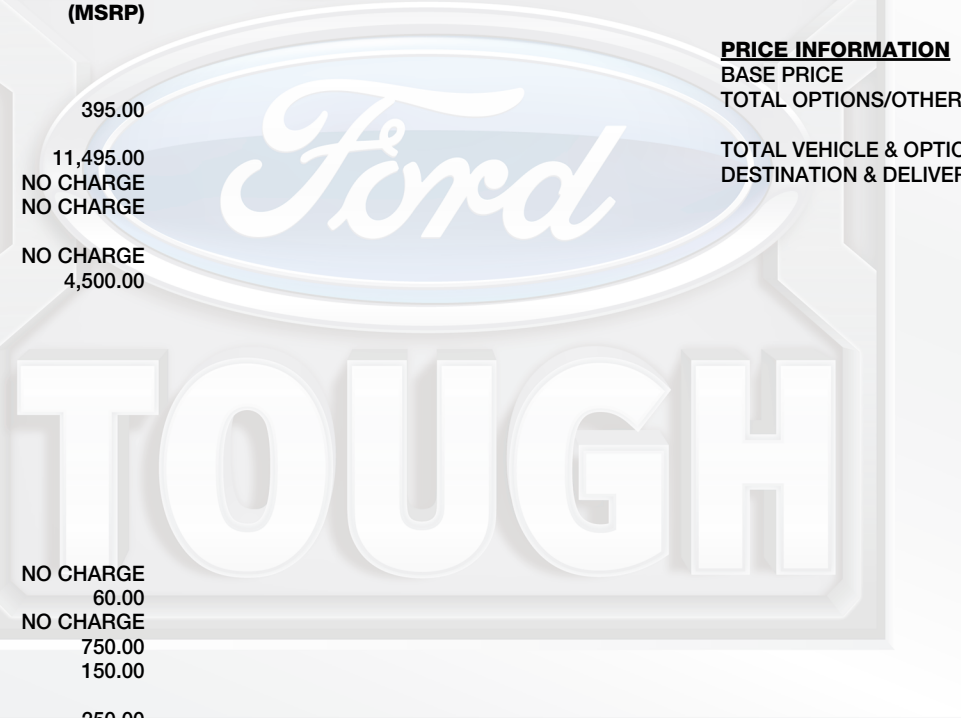 (MSRP)
395.00
11,495.00
NO CHARGE
NO CHARGE
NO CHARGE
4,500.00
NO CHARGE
60.00
NO CHARGE
750.00
150.00
250.00
PRICE INFORMATION
BASE PRICE
TOTAL OPTIONS/OTHER
TOTAL VEHICLE & OPTIO
DESTINATION & DELIVER
Ford
TOUGH